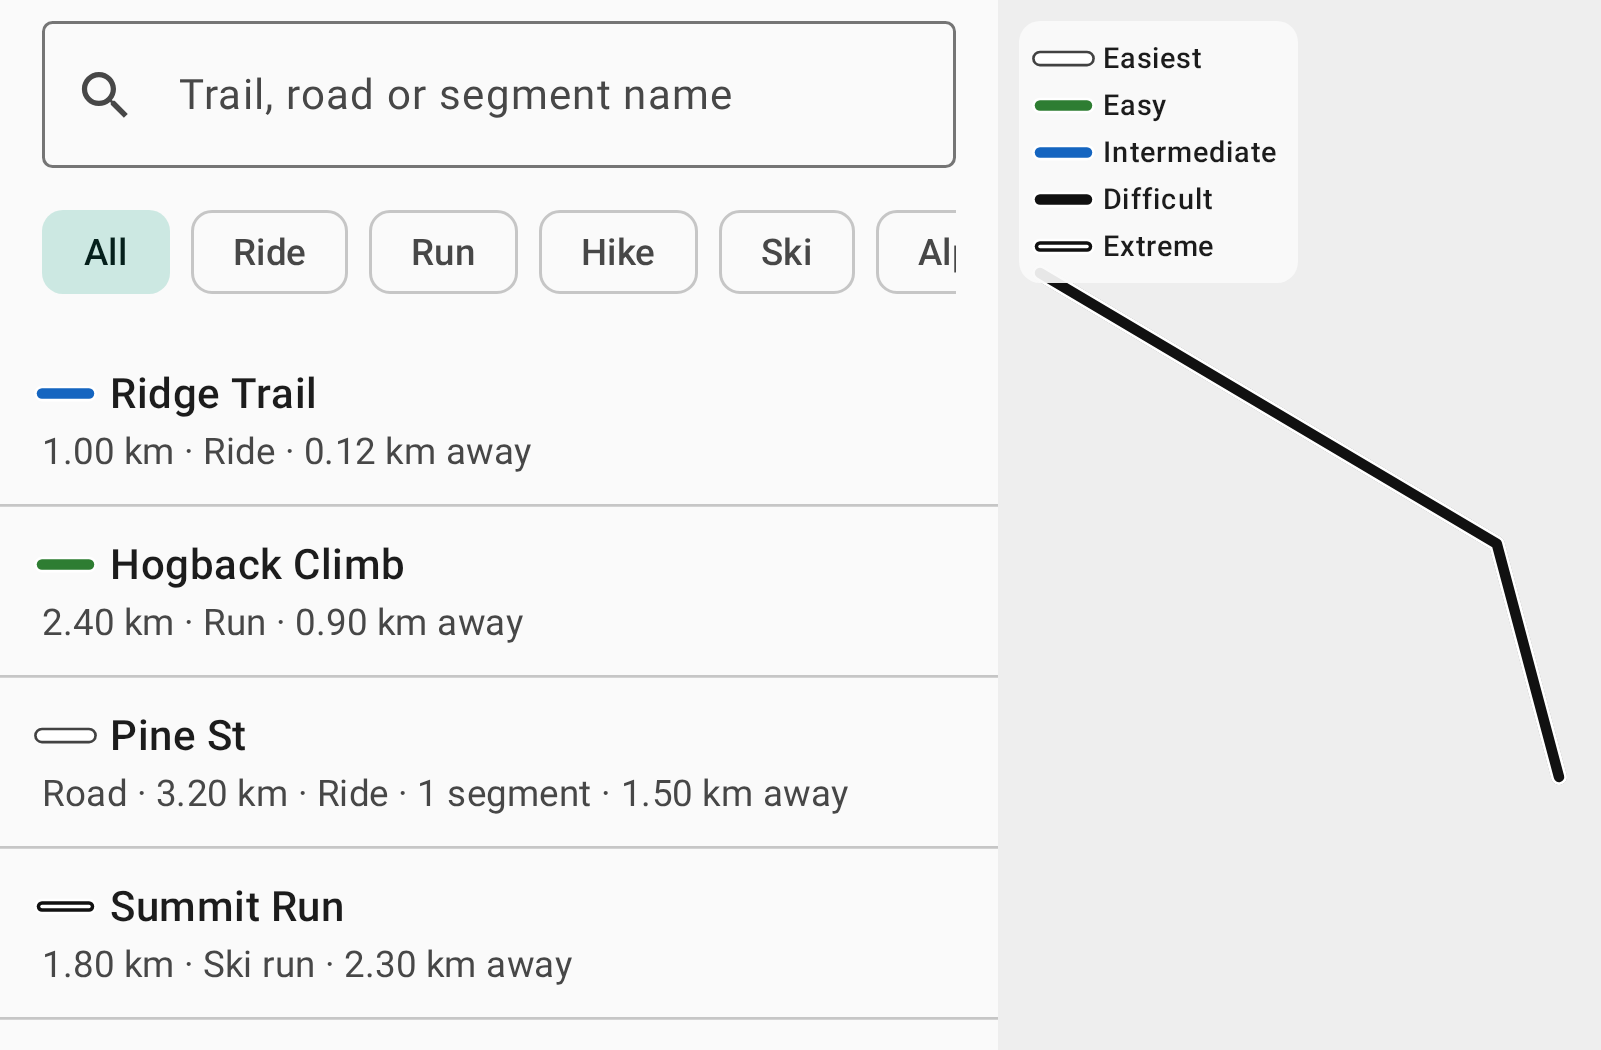 Trail, road or segment name
All
Ride
Run
Hike
Ski
Ridge Trail
1.00 km · Ride · 0.12 km away
Hogback Climb
2.40 km · Run · 0.90 km away
Pine St
Road · 3.20 km · Ride · 1 segment · 1.50 km away
Summit Run
1.80 km · Ski run · 2.30 km away
Easiest
Easy
Intermediate
Difficult
Extreme